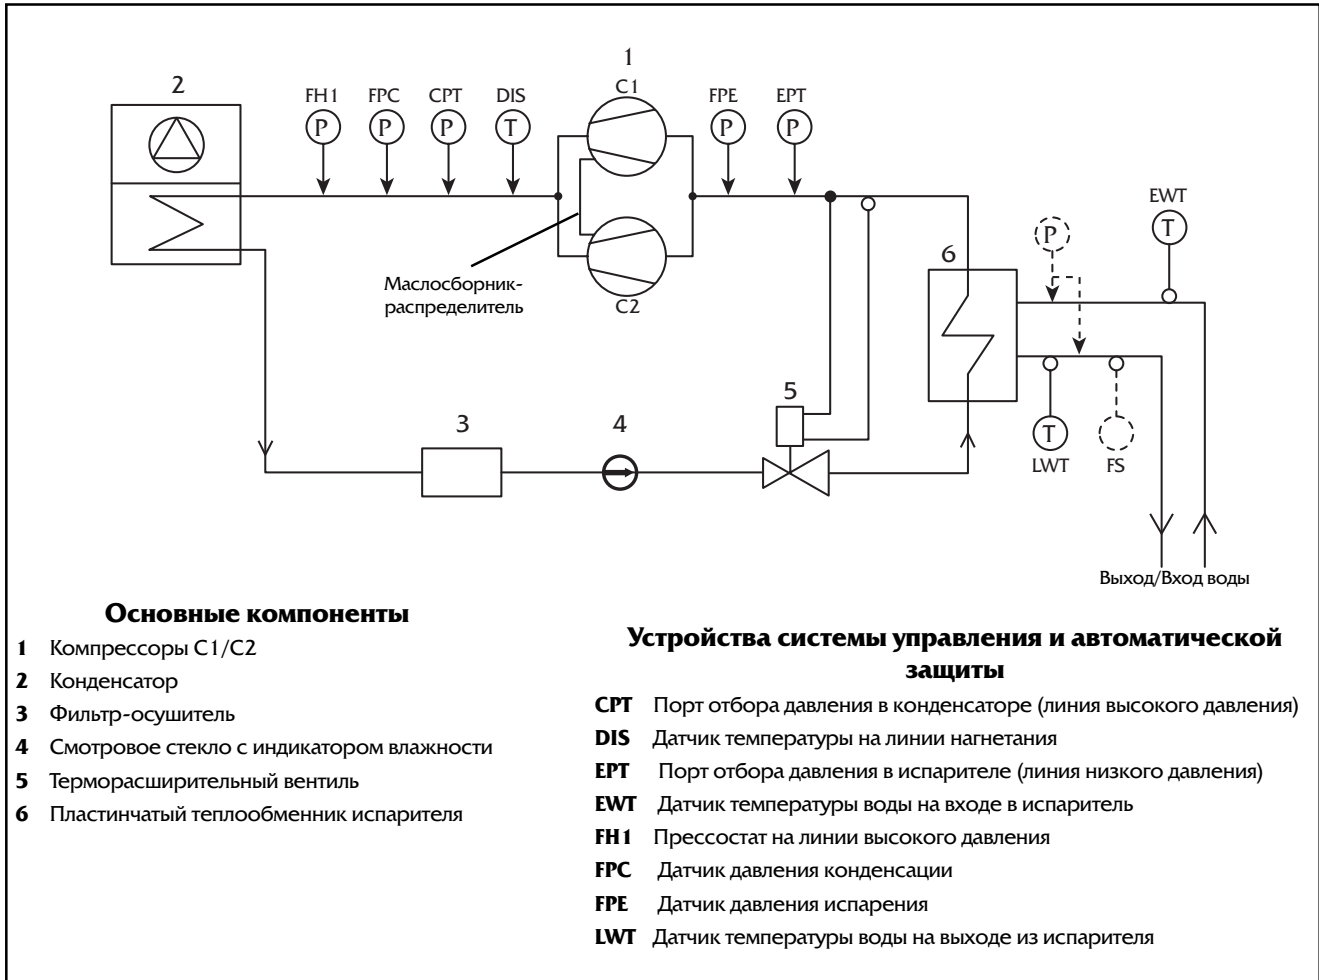 1
C1
2
FH1
FPC
CPT
DIS
FPE
EPT
P
P
P
T
P
P
EWT
T
P
6
Маслосборник-
распределитель
C2
5
3
4
T
LWT
FS
Выход/Вход воды
Основные компоненты
1 Компрессоры C1/C2
2 Конденсатор
3 Фильтр-осушитель
4 Смотровое стекло с индикатором влажности
5 Терморасширительный вентиль
6 Пластинчатый теплообменник испарителя
Устройства системы управления и автоматической
защиты
CPT Порт отбора давления в конденсаторе (линия высокого давления)
DIS Датчик температуры на линии нагнетания
EPT Порт отбора давления в испарителе (линия низкого давления)
EWT Датчик температуры воды на входе в испаритель
FH1 Прессостат на линии высокого давления
FPC Датчик давления конденсации
FPE Датчик давления испарения
LWT Датчик температуры воды на выходе из испарителя